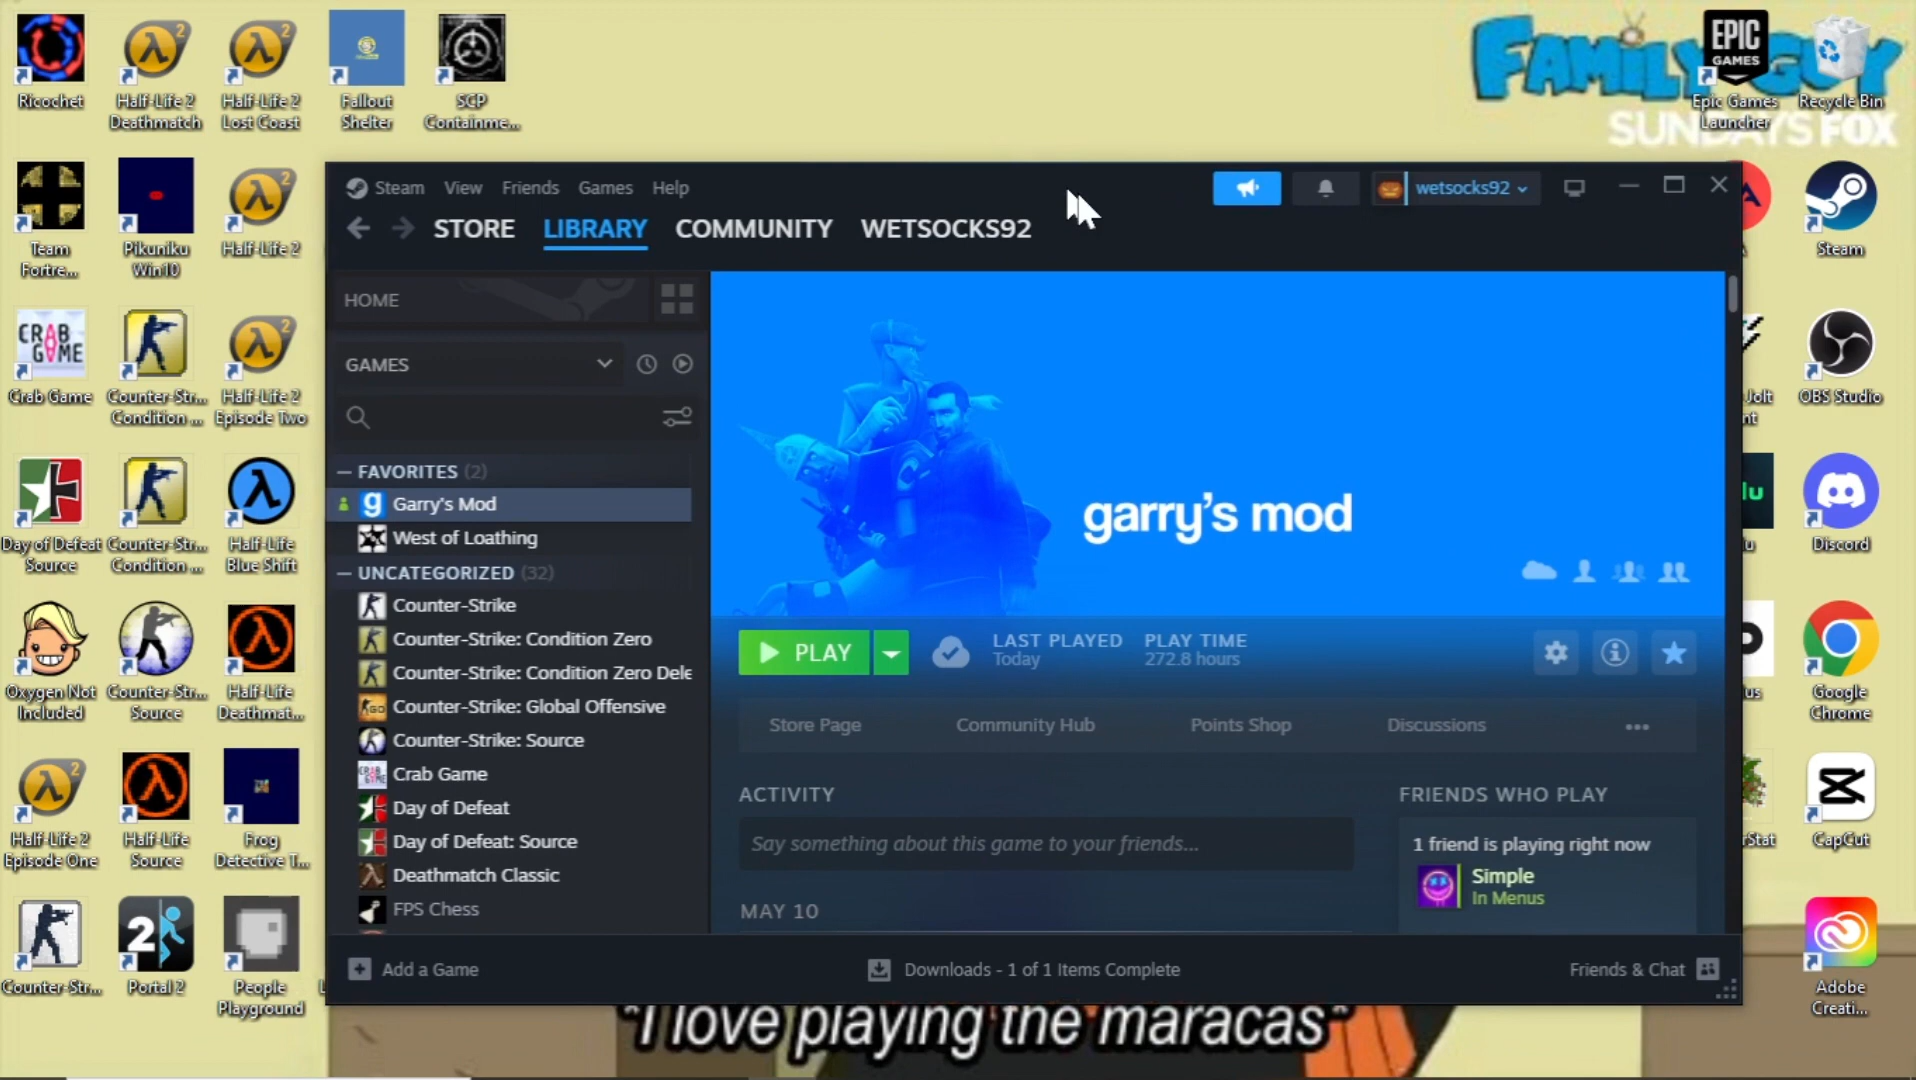 Ricochet
Half-Life 2
Deathmatch
Half-Life 2
Lost Coast
Fallout
Shelter
SCP
Containme...
FAMILY GUY
SUNDAYS FOX
EPIC
GAMES
Epic Games
Launcher
Recycle Bin
Team
Fortre...
Pikuniku
Win10
Half-Life 2
Steam
CRAB
GAME
Crab Game
Counter-Str...
Condition ...
Half-Life 2
Episode Two
OBS Studio
Day of Defeat
Source
Counter-Str...
Condition ...
Half-Life
Blue Shift
Discord
Oxygen Not
Included
Counter-Str...
Source
Half-Life
Deathmat...
Google
Chrome
Half-Life 2
Episode One
Half-Life
Source
Frog
Detective T...
CapCut
Counter-Str...
2
Portal 2
People
Playground
Adobe
Creati...
Steam View Friends Games Help
wetsocks92
STORE LIBRARY COMMUNITY WETSOCKS92
HOME
GAMES
FAVORITES (2)
Garry's Mod
West of Loathing
UNCATEGORIZED (32)
Counter-Strike
Counter-Strike: Condition Zero
Counter-Strike: Condition Zero Dele
Counter-Strike: Global Offensive
Counter-Strike: Source
Crab Game
Day of Defeat
Day of Defeat: Source
Deathmatch Classic
FPS Chess
garry's mod
PLAY
LAST PLAYED
Today
PLAY TIME
272.8 hours
Store Page Community Hub Points Shop Discussions
ACTIVITY
Say something about this game to your friends...
MAY 10
FRIENDS WHO PLAY
1 friend is playing right now
Simple
In Menus
Add a Game
Downloads - 1 of 1 Items Complete
Friends & Chat
*I love playing the maracas*